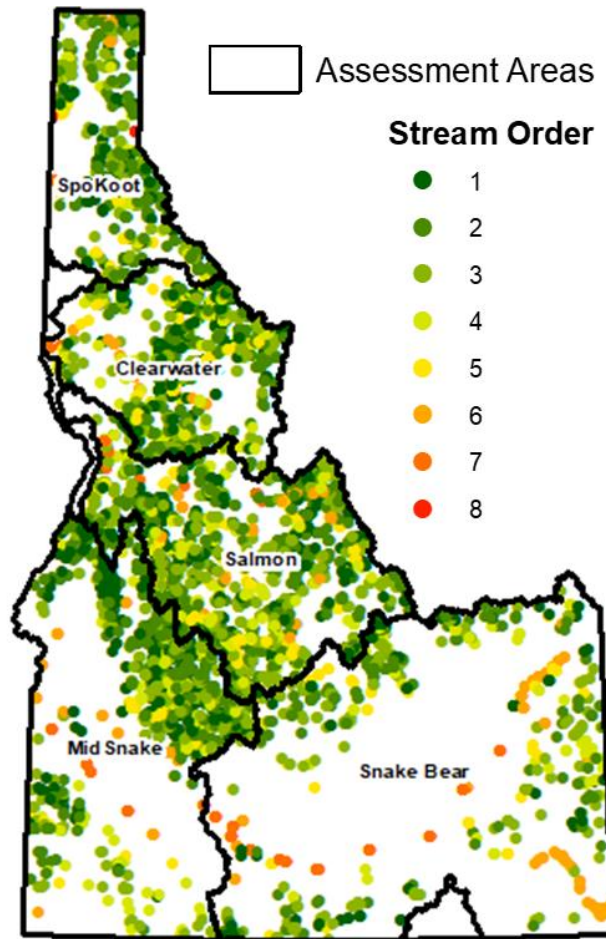 Assessment Areas
Stream Order
1
2
3
4
5
6
7
8
SpoKoot
Clearwater
Salmon
Mid Snake
Snake Bear